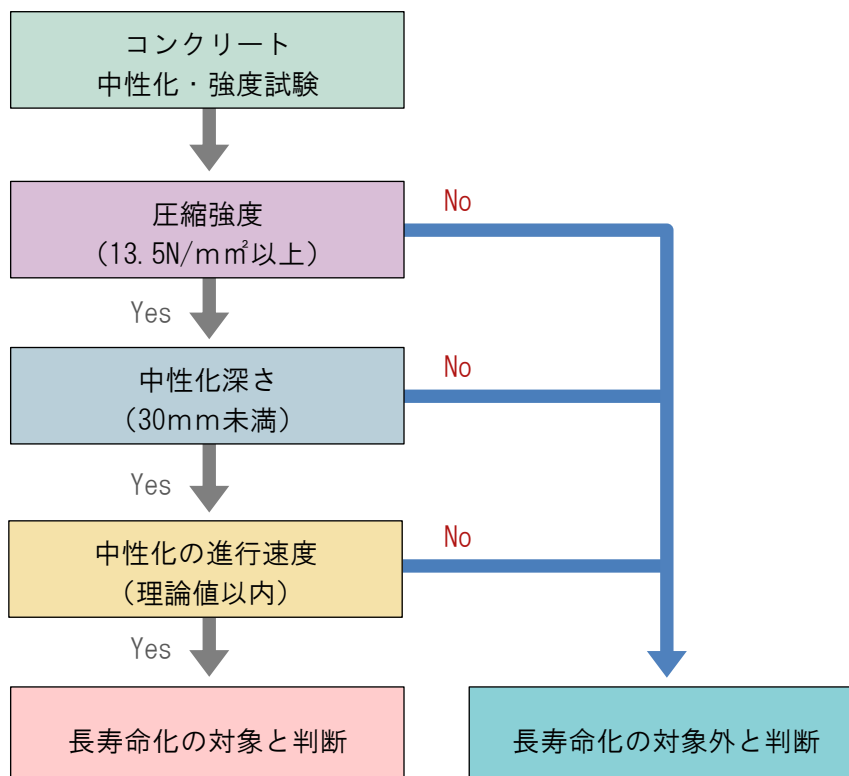 コンクリート
中性化・強度試験
圧縮強度
(13.5N/ｍ㎡以上)
No
Yes
中性化深さ
(30ｍｍ未満)
No
Yes
中性化の進行速度
(理論値以内)
No
Yes
長寿命化の対象と判断
長寿命化の対象外と判断